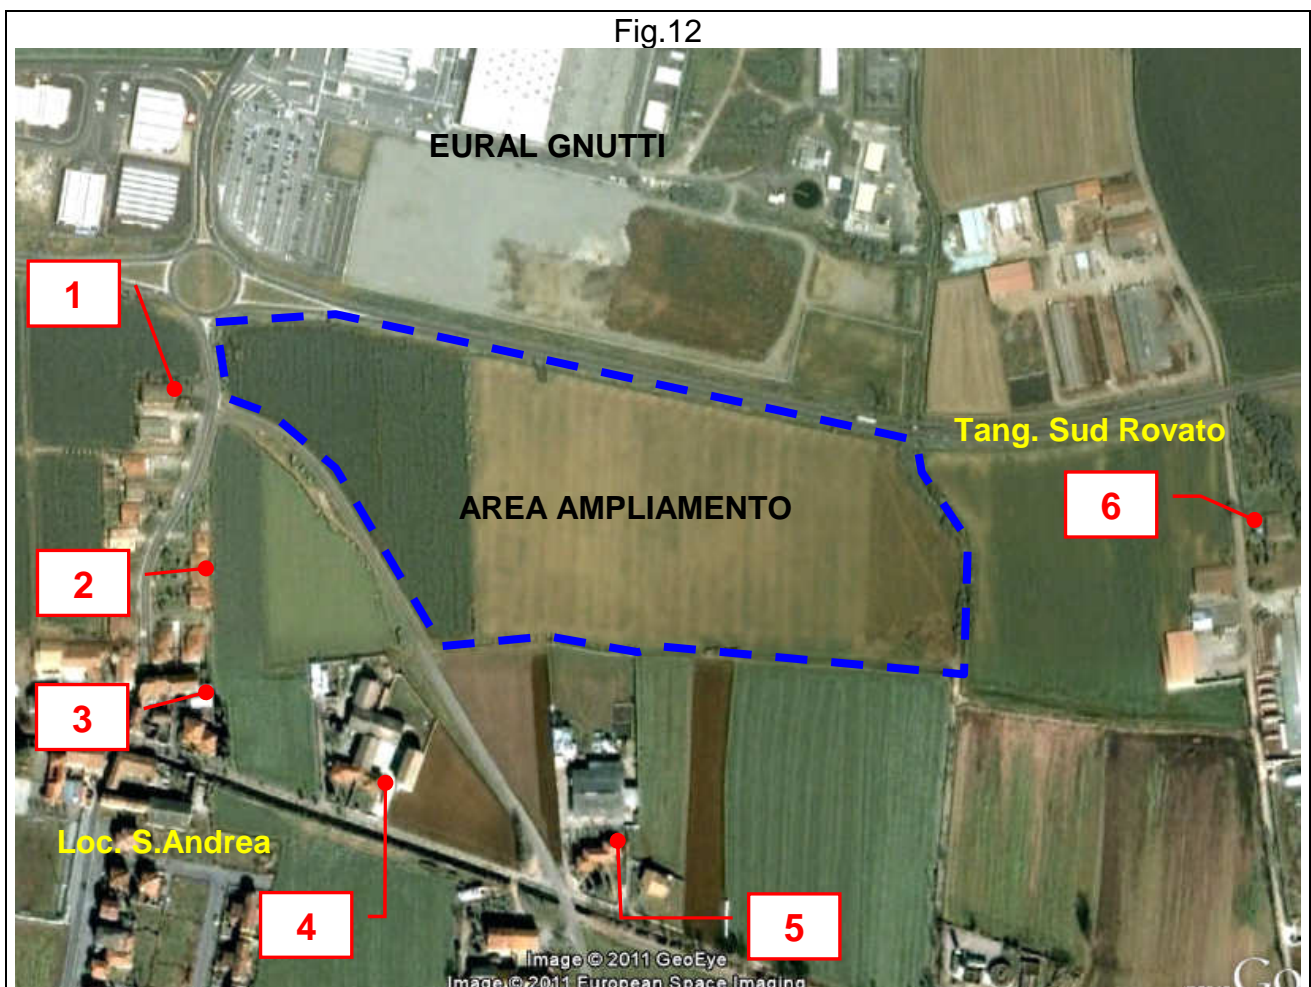 Fig.12
EURAL GNUTTI
1
Tang. Sud Rovato
6
AREA AMPLIAMENTO
2
3
Loc. S.Andrea
4
5
Image © 2011 GeoEye
Image © 2011 European Space Imaging
Go